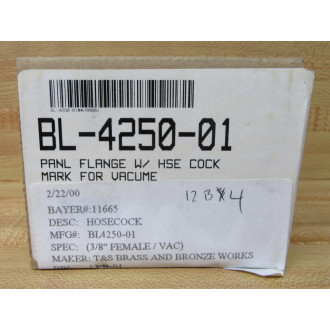 BL-4250-01
PANL FLANGE W/ HSE COCK
MARK FOR VACUME
2/22/00
12 B 4
BAYER#:11665
DESC: HOSECOCK
MFG#: BL4250-01
SPEC: (3/8" FEMALE / VAC)
MAKER: T&S BRASS AND BRONZE WORKS